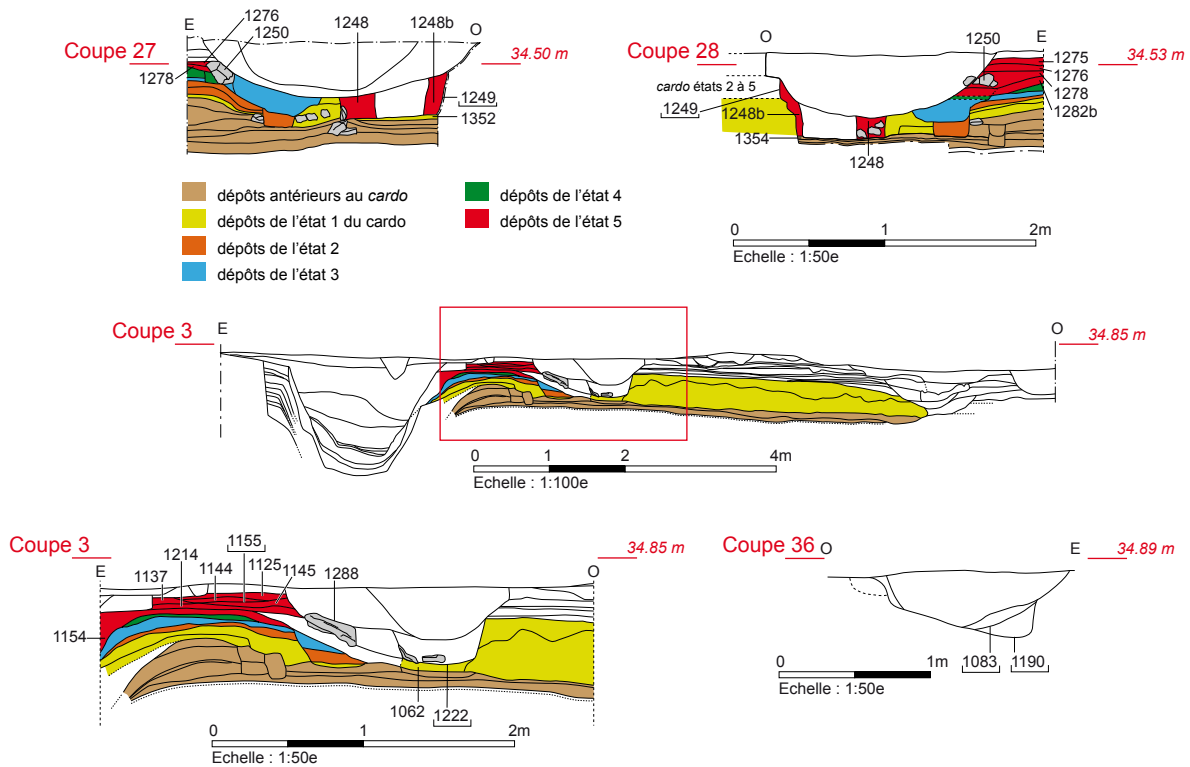 Coupe 27
E
1276
1250
1248
1248b
O
34.50 m
1278
1249
1352
Coupe 28
O
1250
E
34.53 m
1275
1276
1278
1282b
cardo états 2 à 5
1249
1248b
1354
1248
dépôts antérieurs au cardo
dépôts de l'état 1 du cardo
dépôts de l'état 2
dépôts de l'état 3
dépôts de l'état 4
dépôts de l'état 5
0 1 2m
Echelle : 1:50e
Coupe 3
E
O
34.85 m
0 1 2 4m
Echelle : 1:100e
Coupe 3
E
1137
1214
1144
1155
1125
1145
1288
O
34.85 m
1154
1062
1222
0 1 2m
Echelle : 1:50e
Coupe 36
O
E
34.89 m
1083
1190
0 1m
Echelle : 1:50e